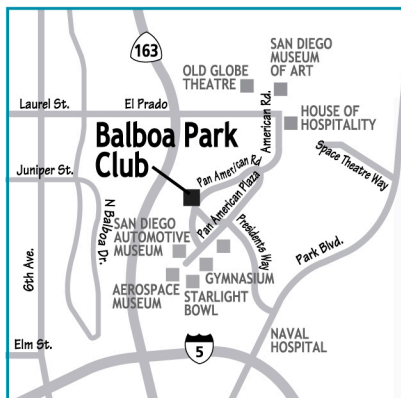 163
SAN DIEGO
MUSEUM
OF ART
OLD GLOBE
THEATRE
Laurel St.
El Prado
American Rd.
HOUSE OF
HOSPITALITY
Balboa Park
Club
Space Theatre Way
Juniper St.
Pan American Rd
N Balboa Dr.
Pan American Plaza
SAN DIEGO
AUTOMOTIVE
MUSEUM
Presidents Way
Park Blvd.
6th Ave.
GYMNASIUM
AEROSPACE
MUSEUM
STARLIGHT
BOWL
NAVAL
HOSPITAL
Elm St.
5